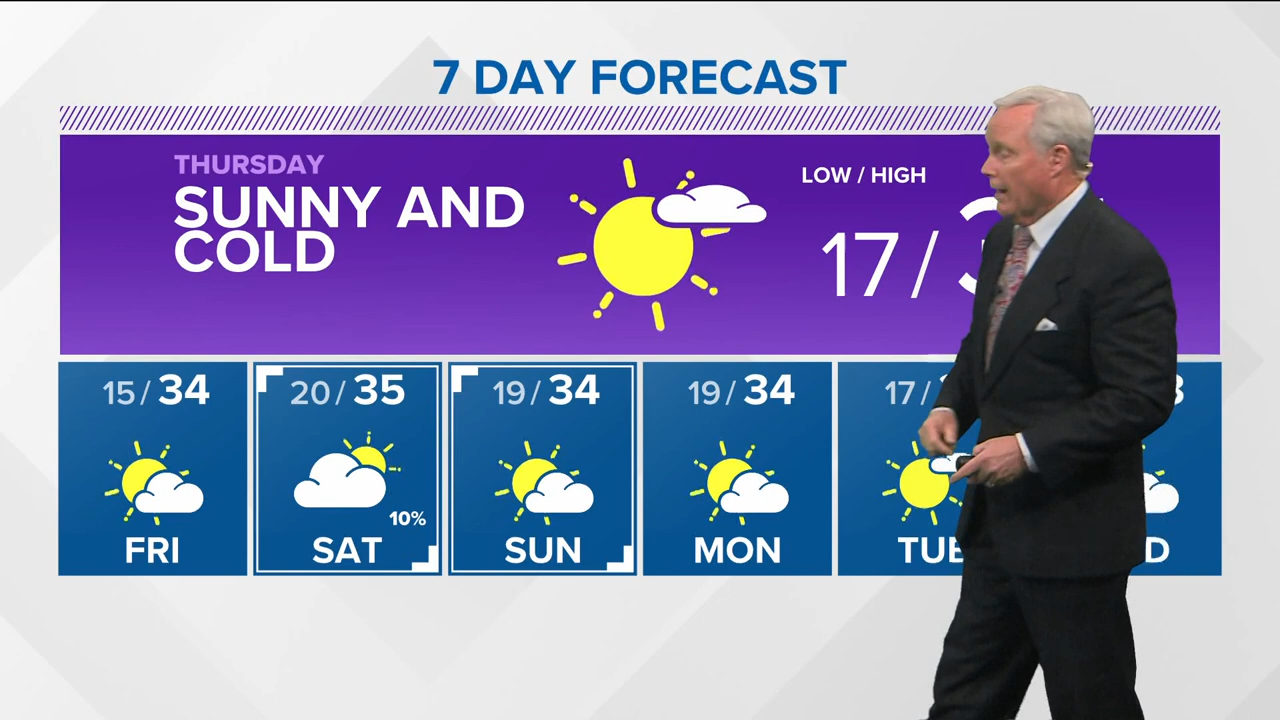 7 DAY FORECAST
THURSDAY
SUNNY AND
COLD
LOW / HIGH
17 /
15 / 34
20 / 35
19 / 34
19 / 34
17 /
10%
FRI
SAT
SUN
MON